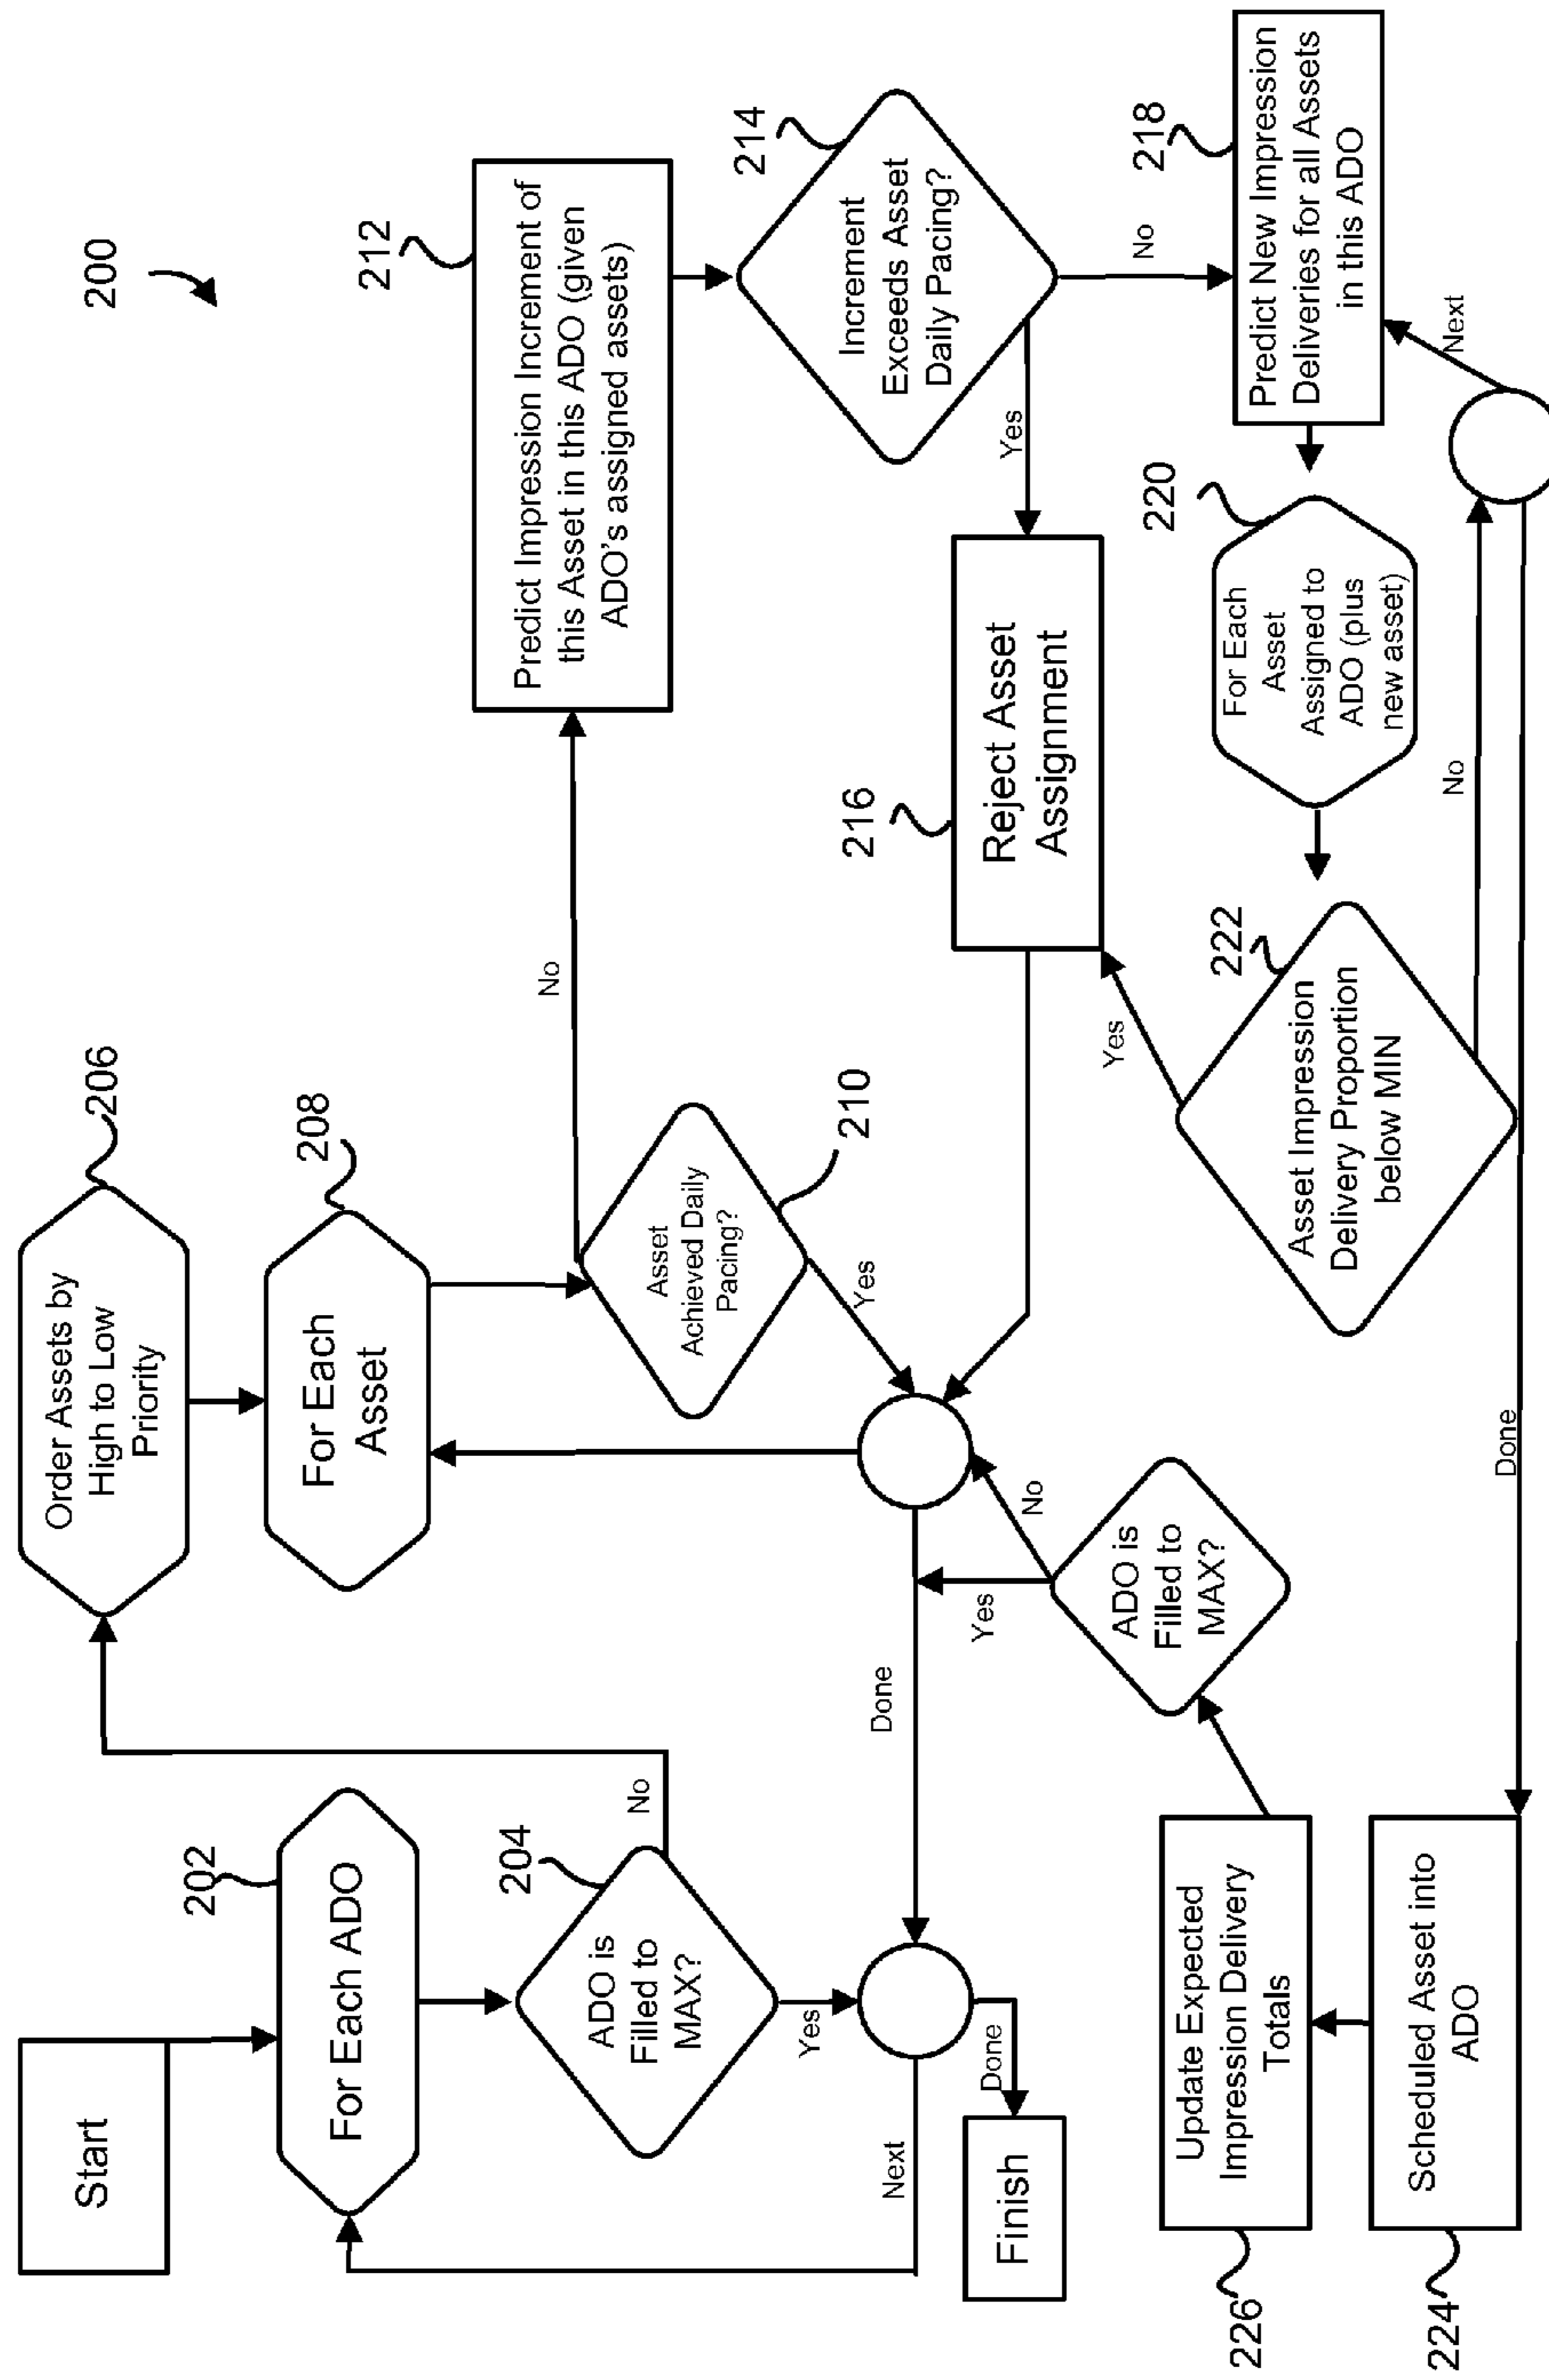 200
Start
202
For Each ADO
204
ADO is
Filled to
MAX?
No
Yes
Next
Done
Finish
206
Order Assets by
High to Low
Priority
208
For Each
Asset
210
Asset
Achieved Daily
Pacing?
No
Yes
Done
212
Predict Impression Increment of
this Asset in this ADO (given
ADO's assigned assets)
214
Increment
Exceeds Asset
Daily Pacing?
Yes
No
216
Reject Asset
Assignment
218
Predict New Impression
Deliveries for all Assets
in this ADO
220
For Each
Asset
Assigned to
ADO (plus
new asset)
222
Asset Impression
Delivery Proportion
below MIN
Yes
No
Next
Done
224
Scheduled Asset into
ADO
226
Update Expected
Impression Delivery
Totals
ADO is
Filled to
MAX?
Yes
No